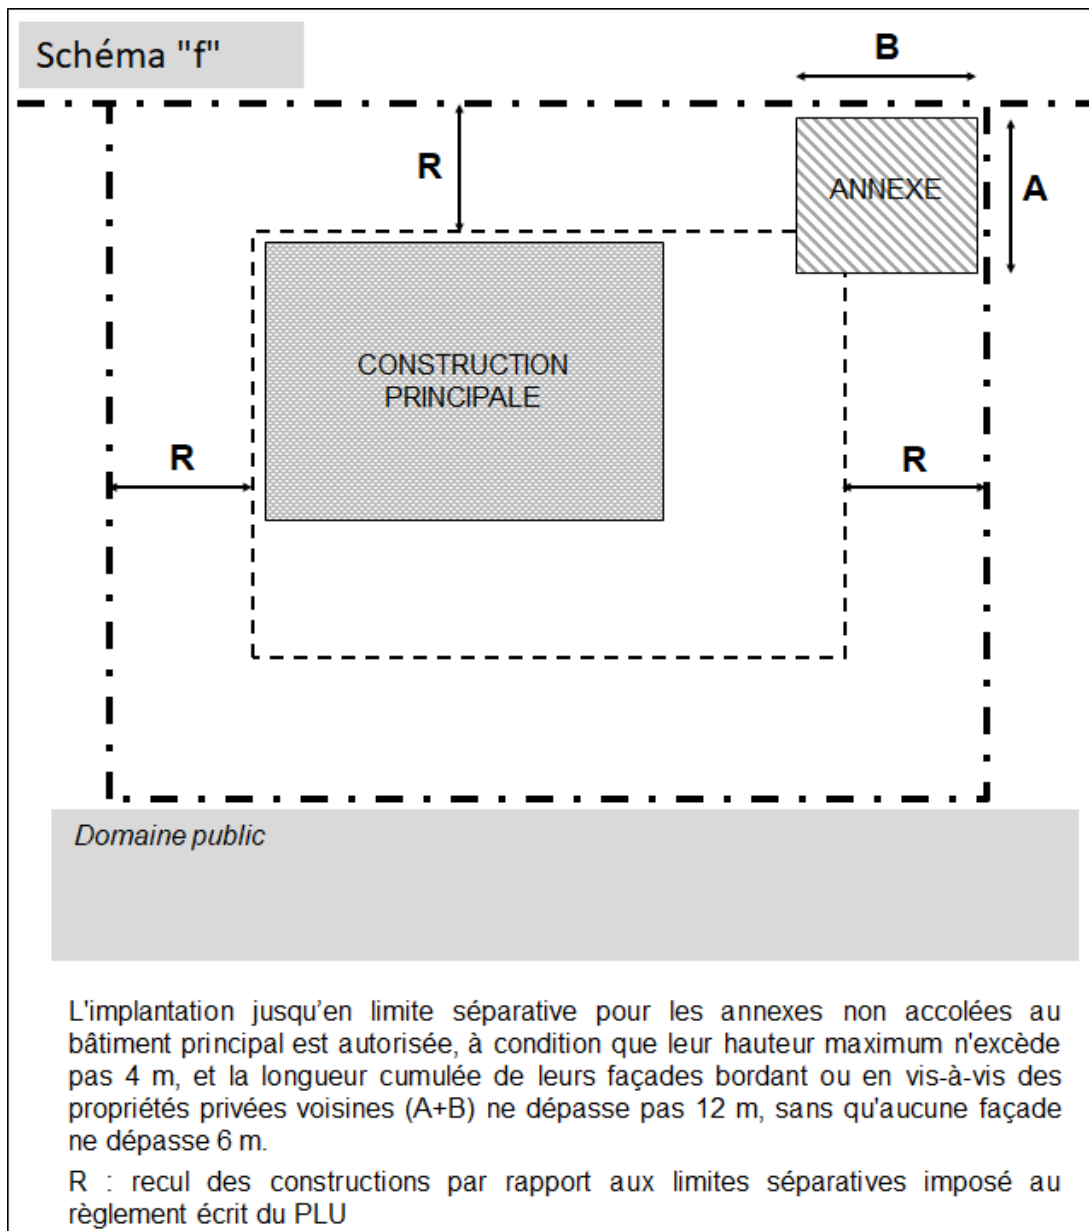 Schéma "f"
B
R
ANNEXE
A
CONSTRUCTION
PRINCIPALE
R
R
Domaine public
L'implantation jusqu'en limite séparative pour les annexes non accolées au
bâtiment principal est autorisée, à condition que leur hauteur maximum n'excède
pas 4 m, et la longueur cumulée de leurs façades bordant ou en vis-à-vis des
propriétés privées voisines (A+B) ne dépasse pas 12 m, sans qu'aucune façade
ne dépasse 6 m.
R : recul des constructions par rapport aux limites séparatives imposé au
règlement écrit du PLU